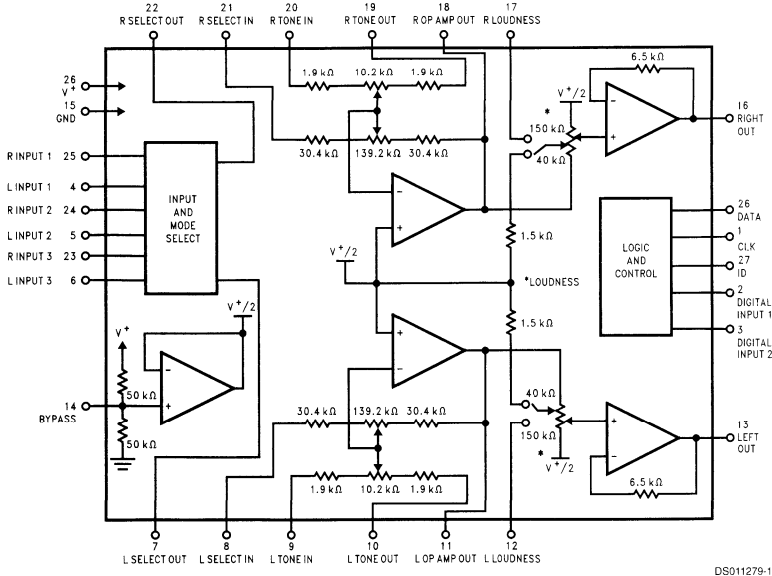 22 21 20 19 18 17
R SELECT OUT R SELECT IN R TONE IN R TONE OUT R OP AMP OUT R LOUDNESS
1.9 kΩ 10.2 kΩ 1.9 kΩ
6.5 kΩ
26
V+
15
GND
V+/2
*
150 kΩ
40 kΩ
- +
16
RIGHT
OUT
30.4 kΩ 139.2 kΩ 30.4 kΩ
R INPUT 1 25
L INPUT 1 4
R INPUT 2 24
L INPUT 2 5
R INPUT 3 23
L INPUT 3 6
INPUT
AND
MODE
SELECT
-
+
1.5 kΩ
V+/2
*LOUDNESS
1.5 kΩ
+
-
LOGIC
AND
CONTROL
26
DATA
1
CLK
27
ID
2
DIGITAL
INPUT 1
3
DIGITAL
INPUT 2
V+/2
V+
-
+
50 kΩ
14
BYPASS
50 kΩ
40 kΩ
150 kΩ
*
V+/2
+
-
13
LEFT
OUT
30.4 kΩ 139.2 kΩ 30.4 kΩ
6.5 kΩ
1.9 kΩ 10.2 kΩ 1.9 kΩ
7 8 9 10 11 12
L SELECT OUT L SELECT IN L TONE IN L TONE OUT L OP AMP OUT L LOUDNESS
DS011279-1